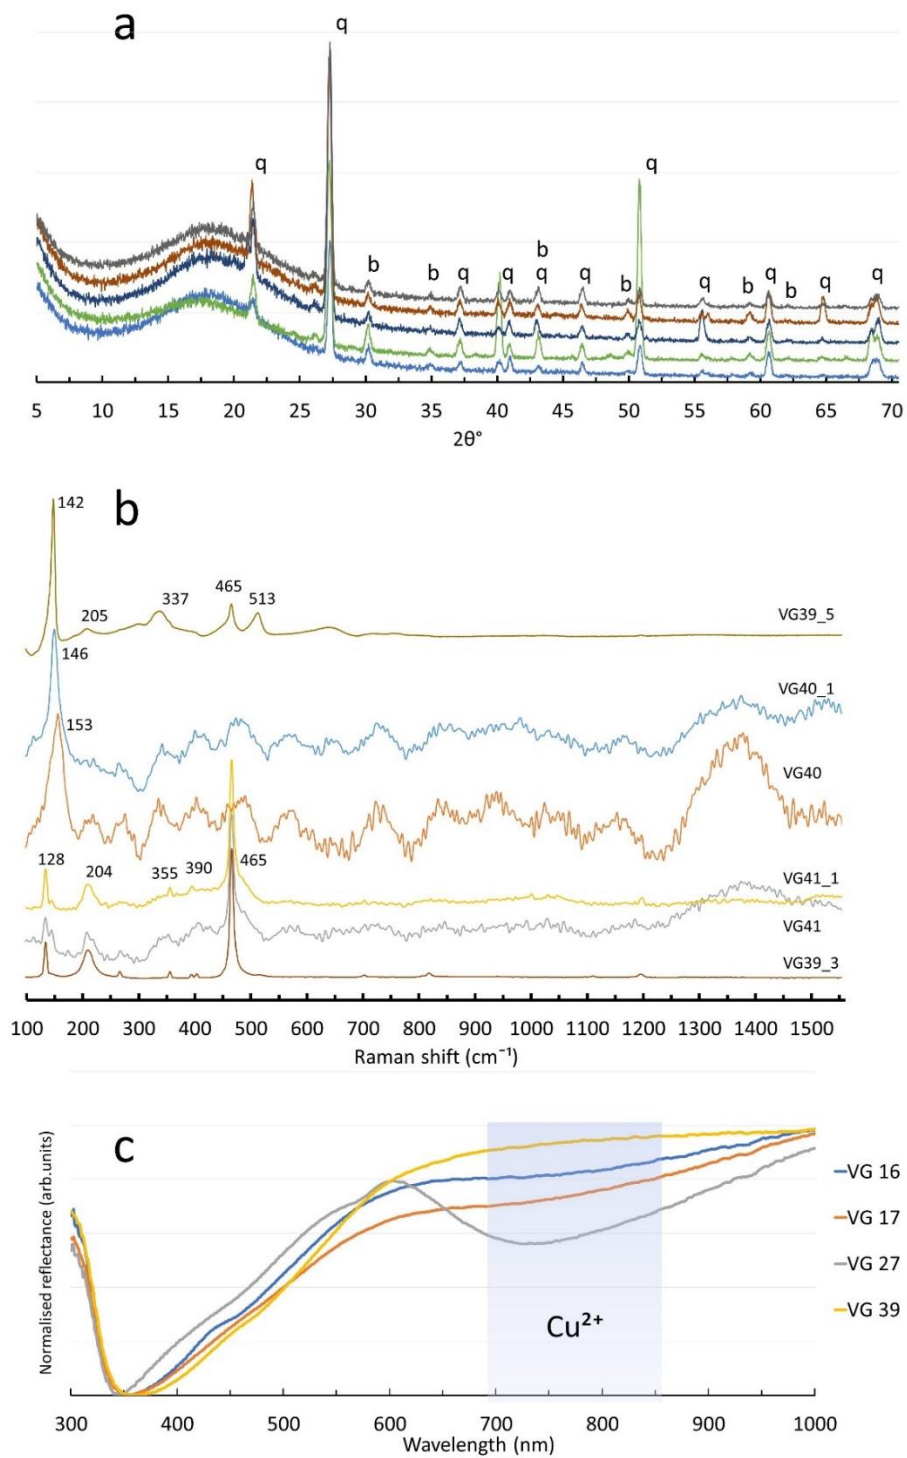 a
q
q
q
b
b
q
q
b
q
q
b
q
b
q
b
q
q
5 10 15 20 25 30 35 40 45 50 55 60 65 70
2θ°
b
142
205
337
465
513
VG39_5
146
VG40_1
153
VG40
128
204
355
390
465
VG41_1
VG41
VG39_3
100 200 300 400 500 600 700 800 900 1000 1100 1200 1300 1400 1500
Raman shift (cm⁻¹)
c
Normalised reflectance (arb.units)
VG 16
VG 17
VG 27
VG 39
Cu²⁺
300 400 500 600 700 800 900 1000
Wavelength (nm)